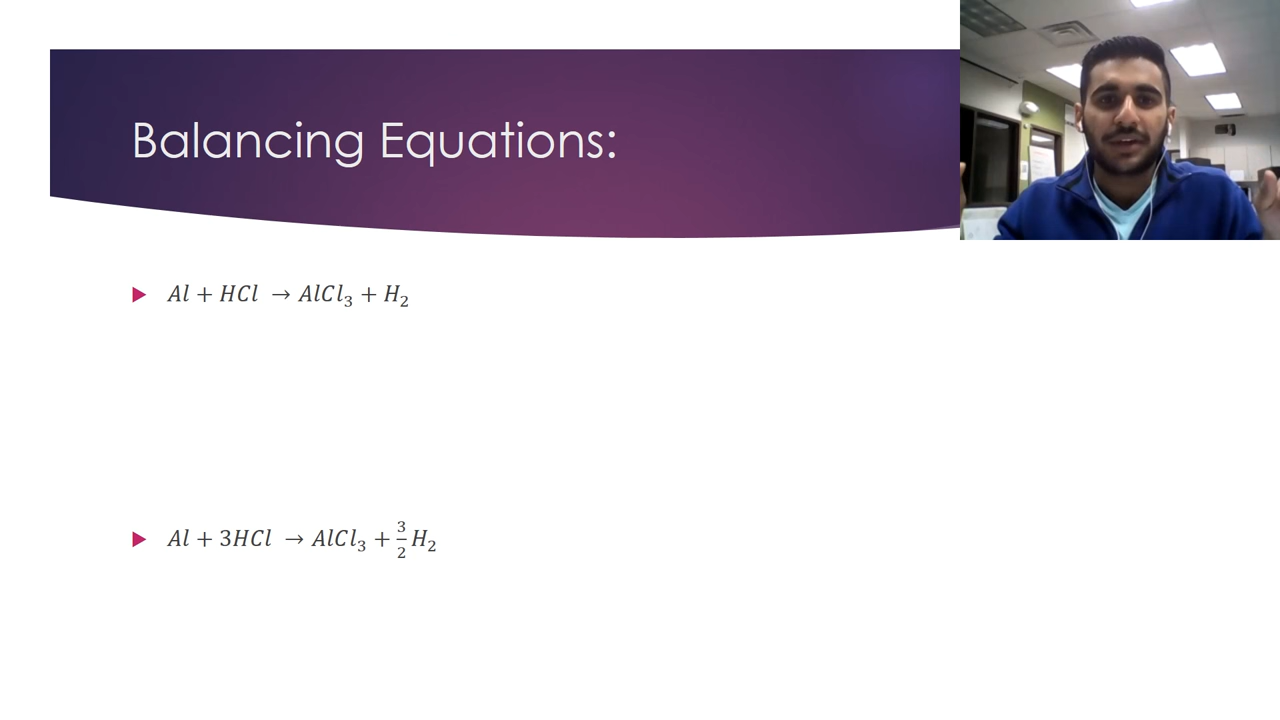 Balancing Equations:
Al + HCl → AlCl₃ + H₂
Al + 3HCl → AlCl₃ + 3/2 H₂